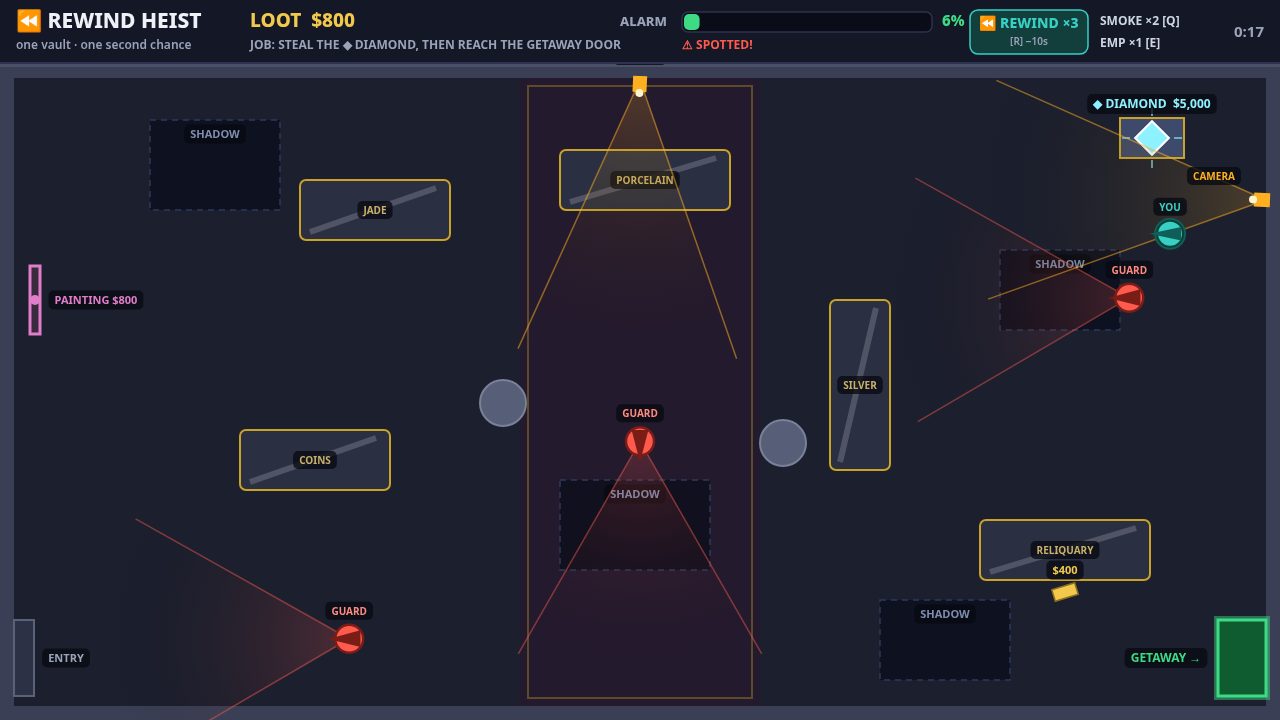 ⏪ REWIND HEIST
one vault · one second chance
LOOT $800
JOB: STEAL THE ◆ DIAMOND, THEN REACH THE GETAWAY DOOR
ALARM
6%
⚠ SPOTTED!
⏪ REWIND ×3
[R] −10s
SMOKE ×2 [Q]
EMP ×1 [E]
0:17
◆ DIAMOND $5,000
SHADOW
JADE
PORCELAIN
CAMERA
YOU
SHADOW
GUARD
PAINTING $800
SILVER
GUARD
COINS
SHADOW
RELIQUARY
$400
GUARD
SHADOW
ENTRY
GETAWAY →